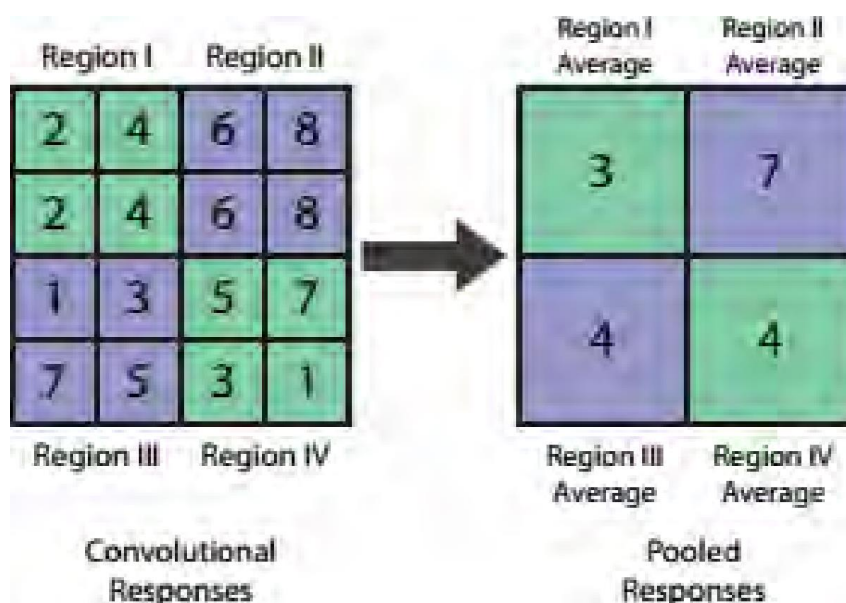 Region I Region II
2 4 6 8
2 4 6 8
1 3 5 7
7 5 3 1
Region III Region IV
Convolutional
Responses
Region I Region II
Average Average
3 7
4 4
Region III Region IV
Average Average
Pooled
Responses